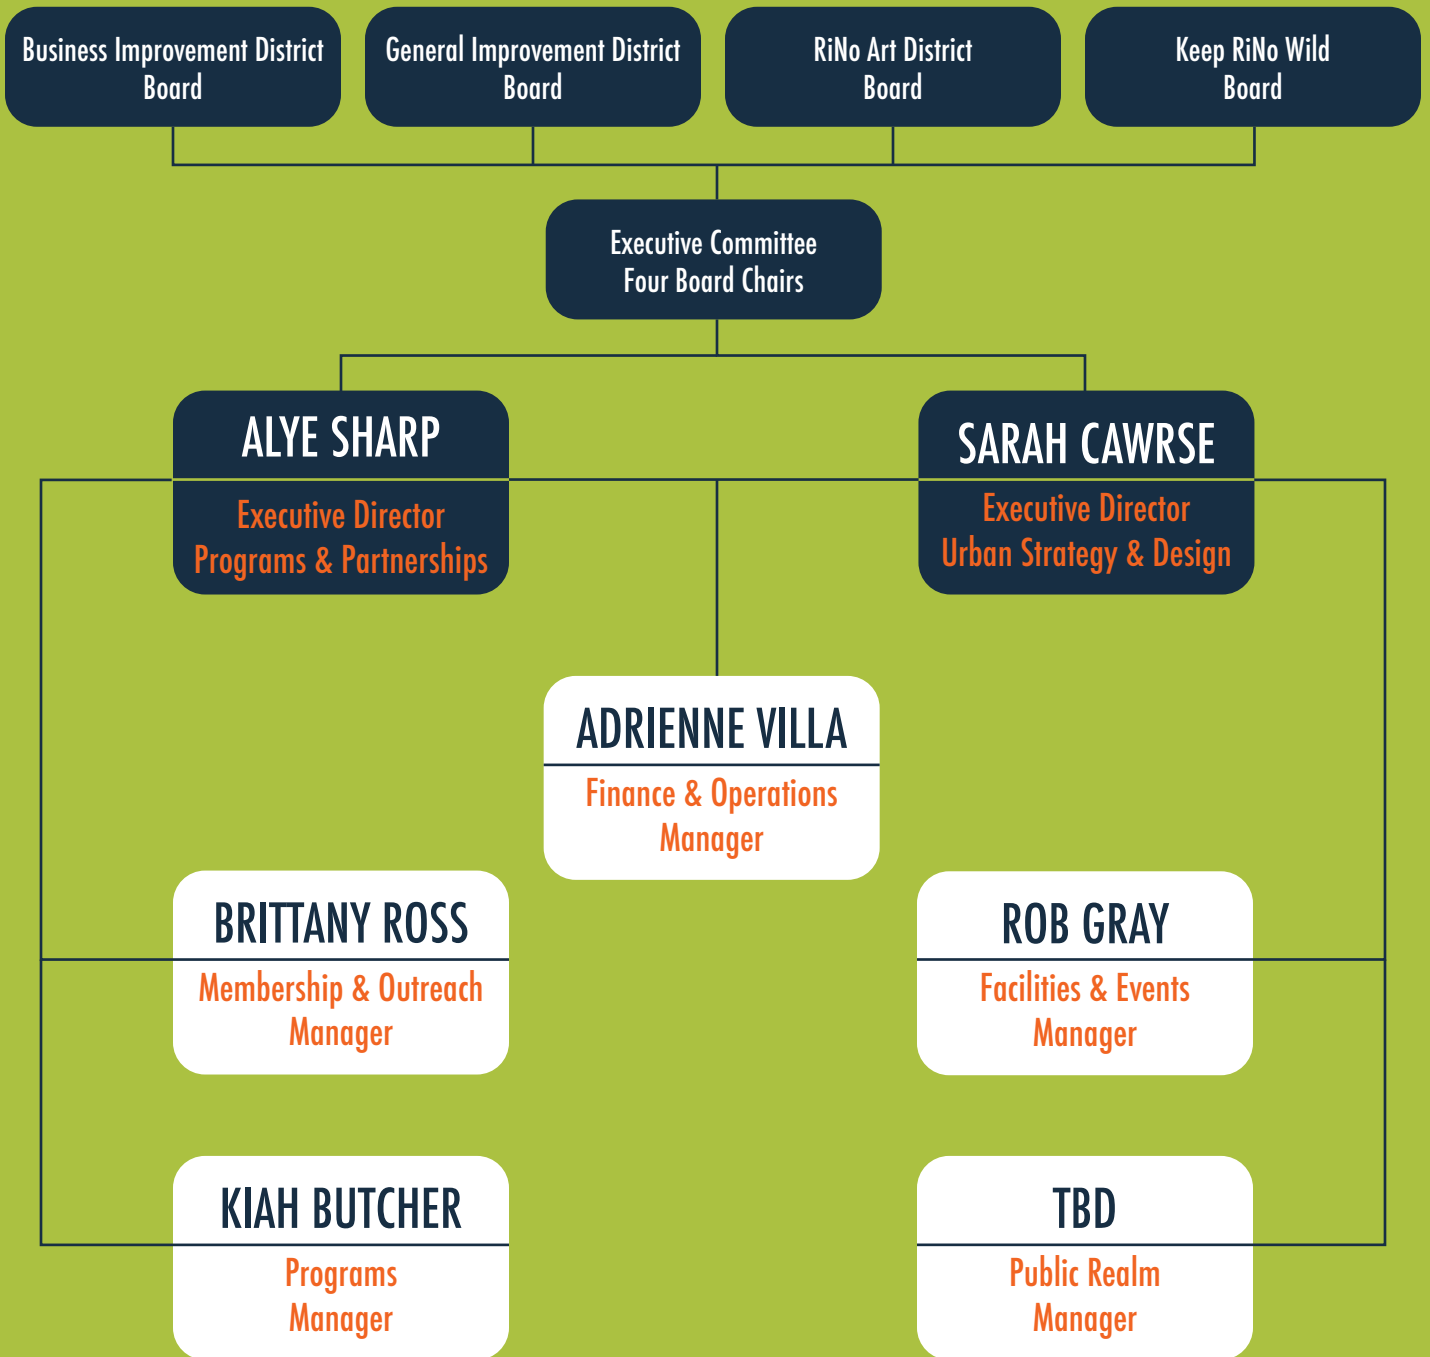 Business Improvement District
Board
General Improvement District
Board
RiNo Art District
Board
Keep RiNo Wild
Board
Executive Committee
Four Board Chairs
ALYE SHARP
Executive Director
Programs & Partnerships
SARAH CAWRSE
Executive Director
Urban Strategy & Design
ADRIENNE VILLA
Finance & Operations
Manager
BRITTANY ROSS
Membership & Outreach
Manager
ROB GRAY
Facilities & Events
Manager
KIAH BUTCHER
Programs
Manager
TBD
Public Realm
Manager